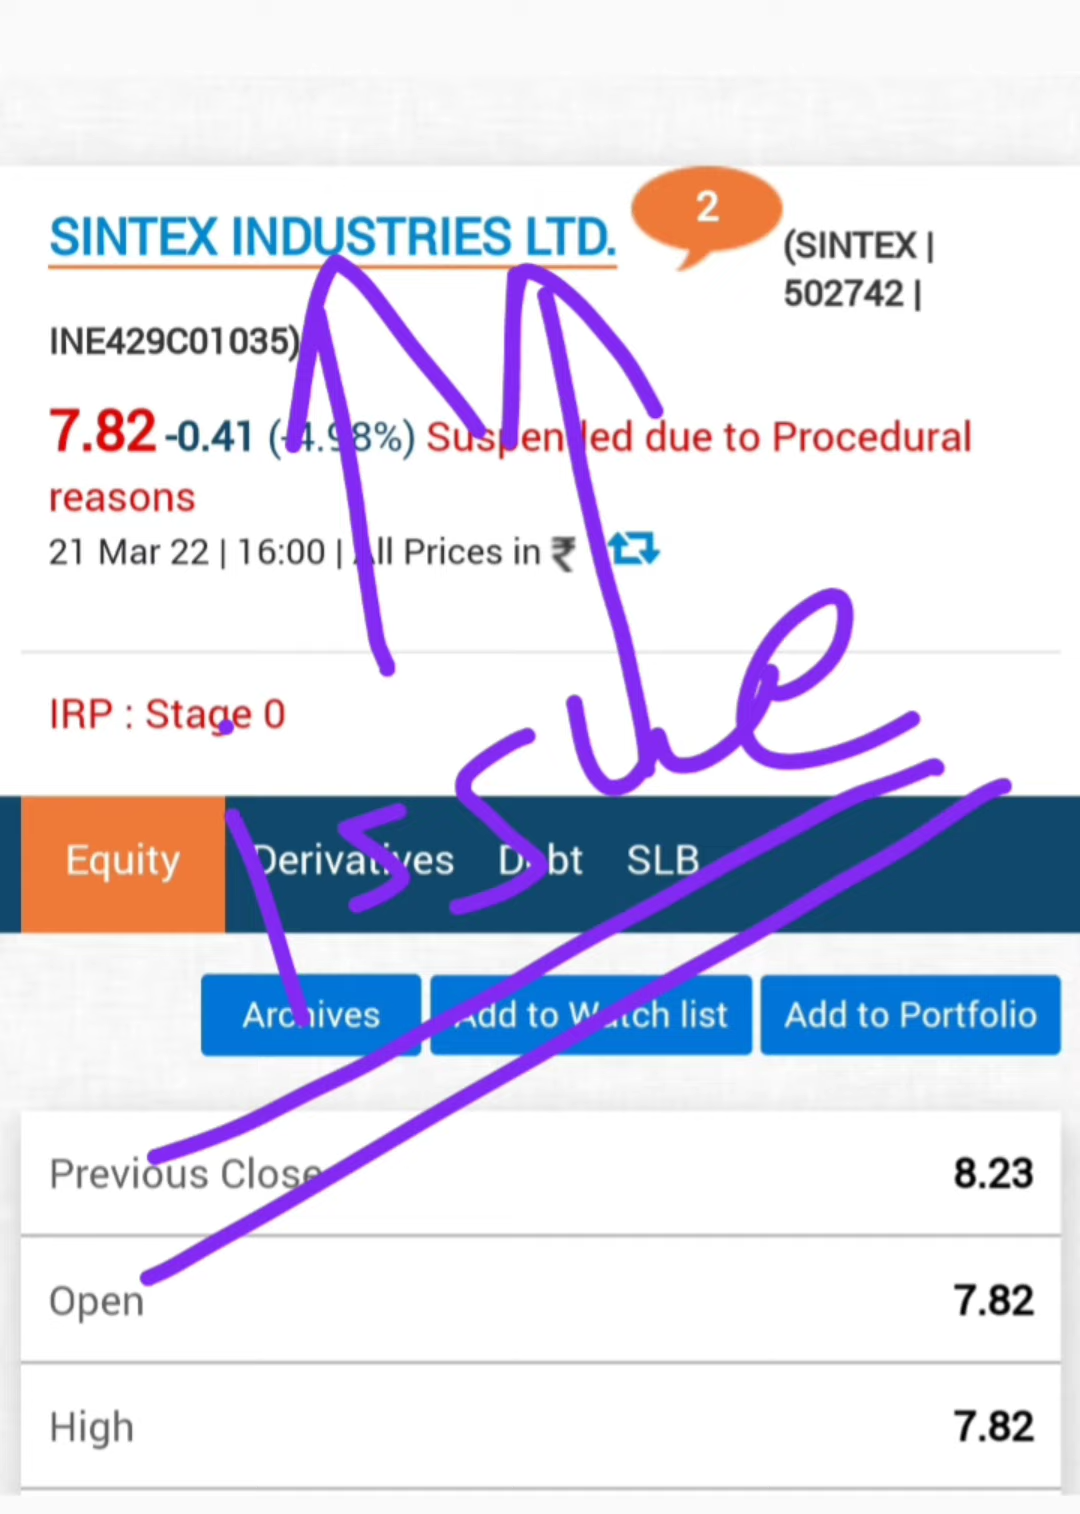 SINTEX INDUSTRIES LTD.
2
(SINTEX |
502742 |
INE429C01035)
7.82 -0.41 (-4.98%) Suspended due to Procedural
reasons
21 Mar 22 | 16:00 | All Prices in ₹
IRP : Stage 0
issue
Equity Derivatives Debt SLB
Archives Add to Watch list Add to Portfolio
Previous Close 8.23
Open 7.82
High 7.82